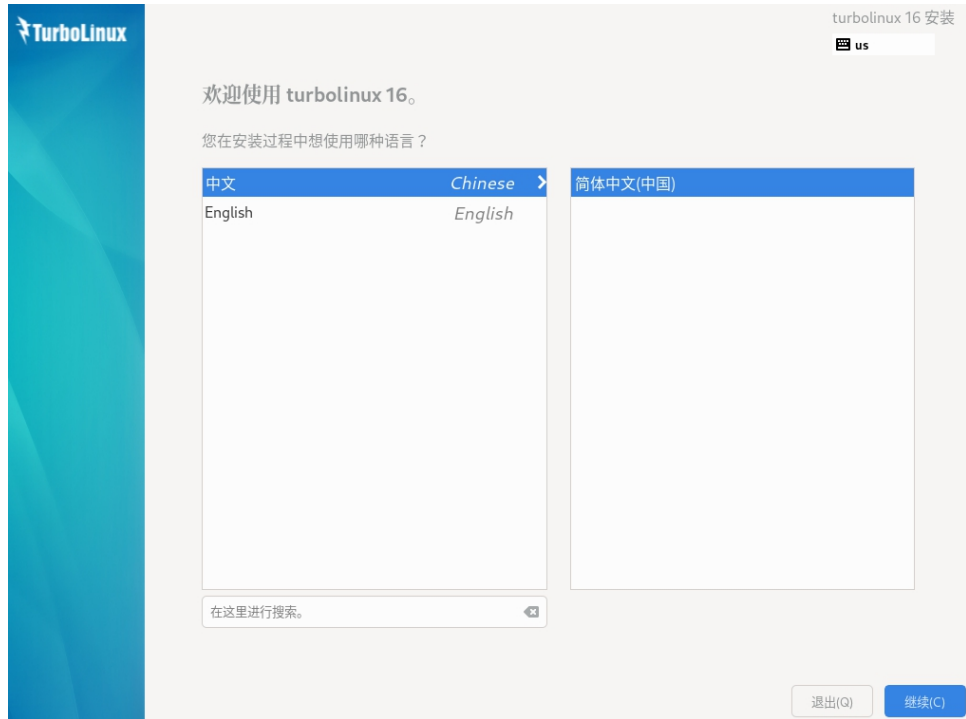 TurboLinux
turbolinux 16 安装
us
欢迎使用 turbolinux 16。
您在安装过程中想使用哪种语言？
中文 Chinese
English English
简体中文(中国)
在这里进行搜索。
退出(Q) 继续(C)